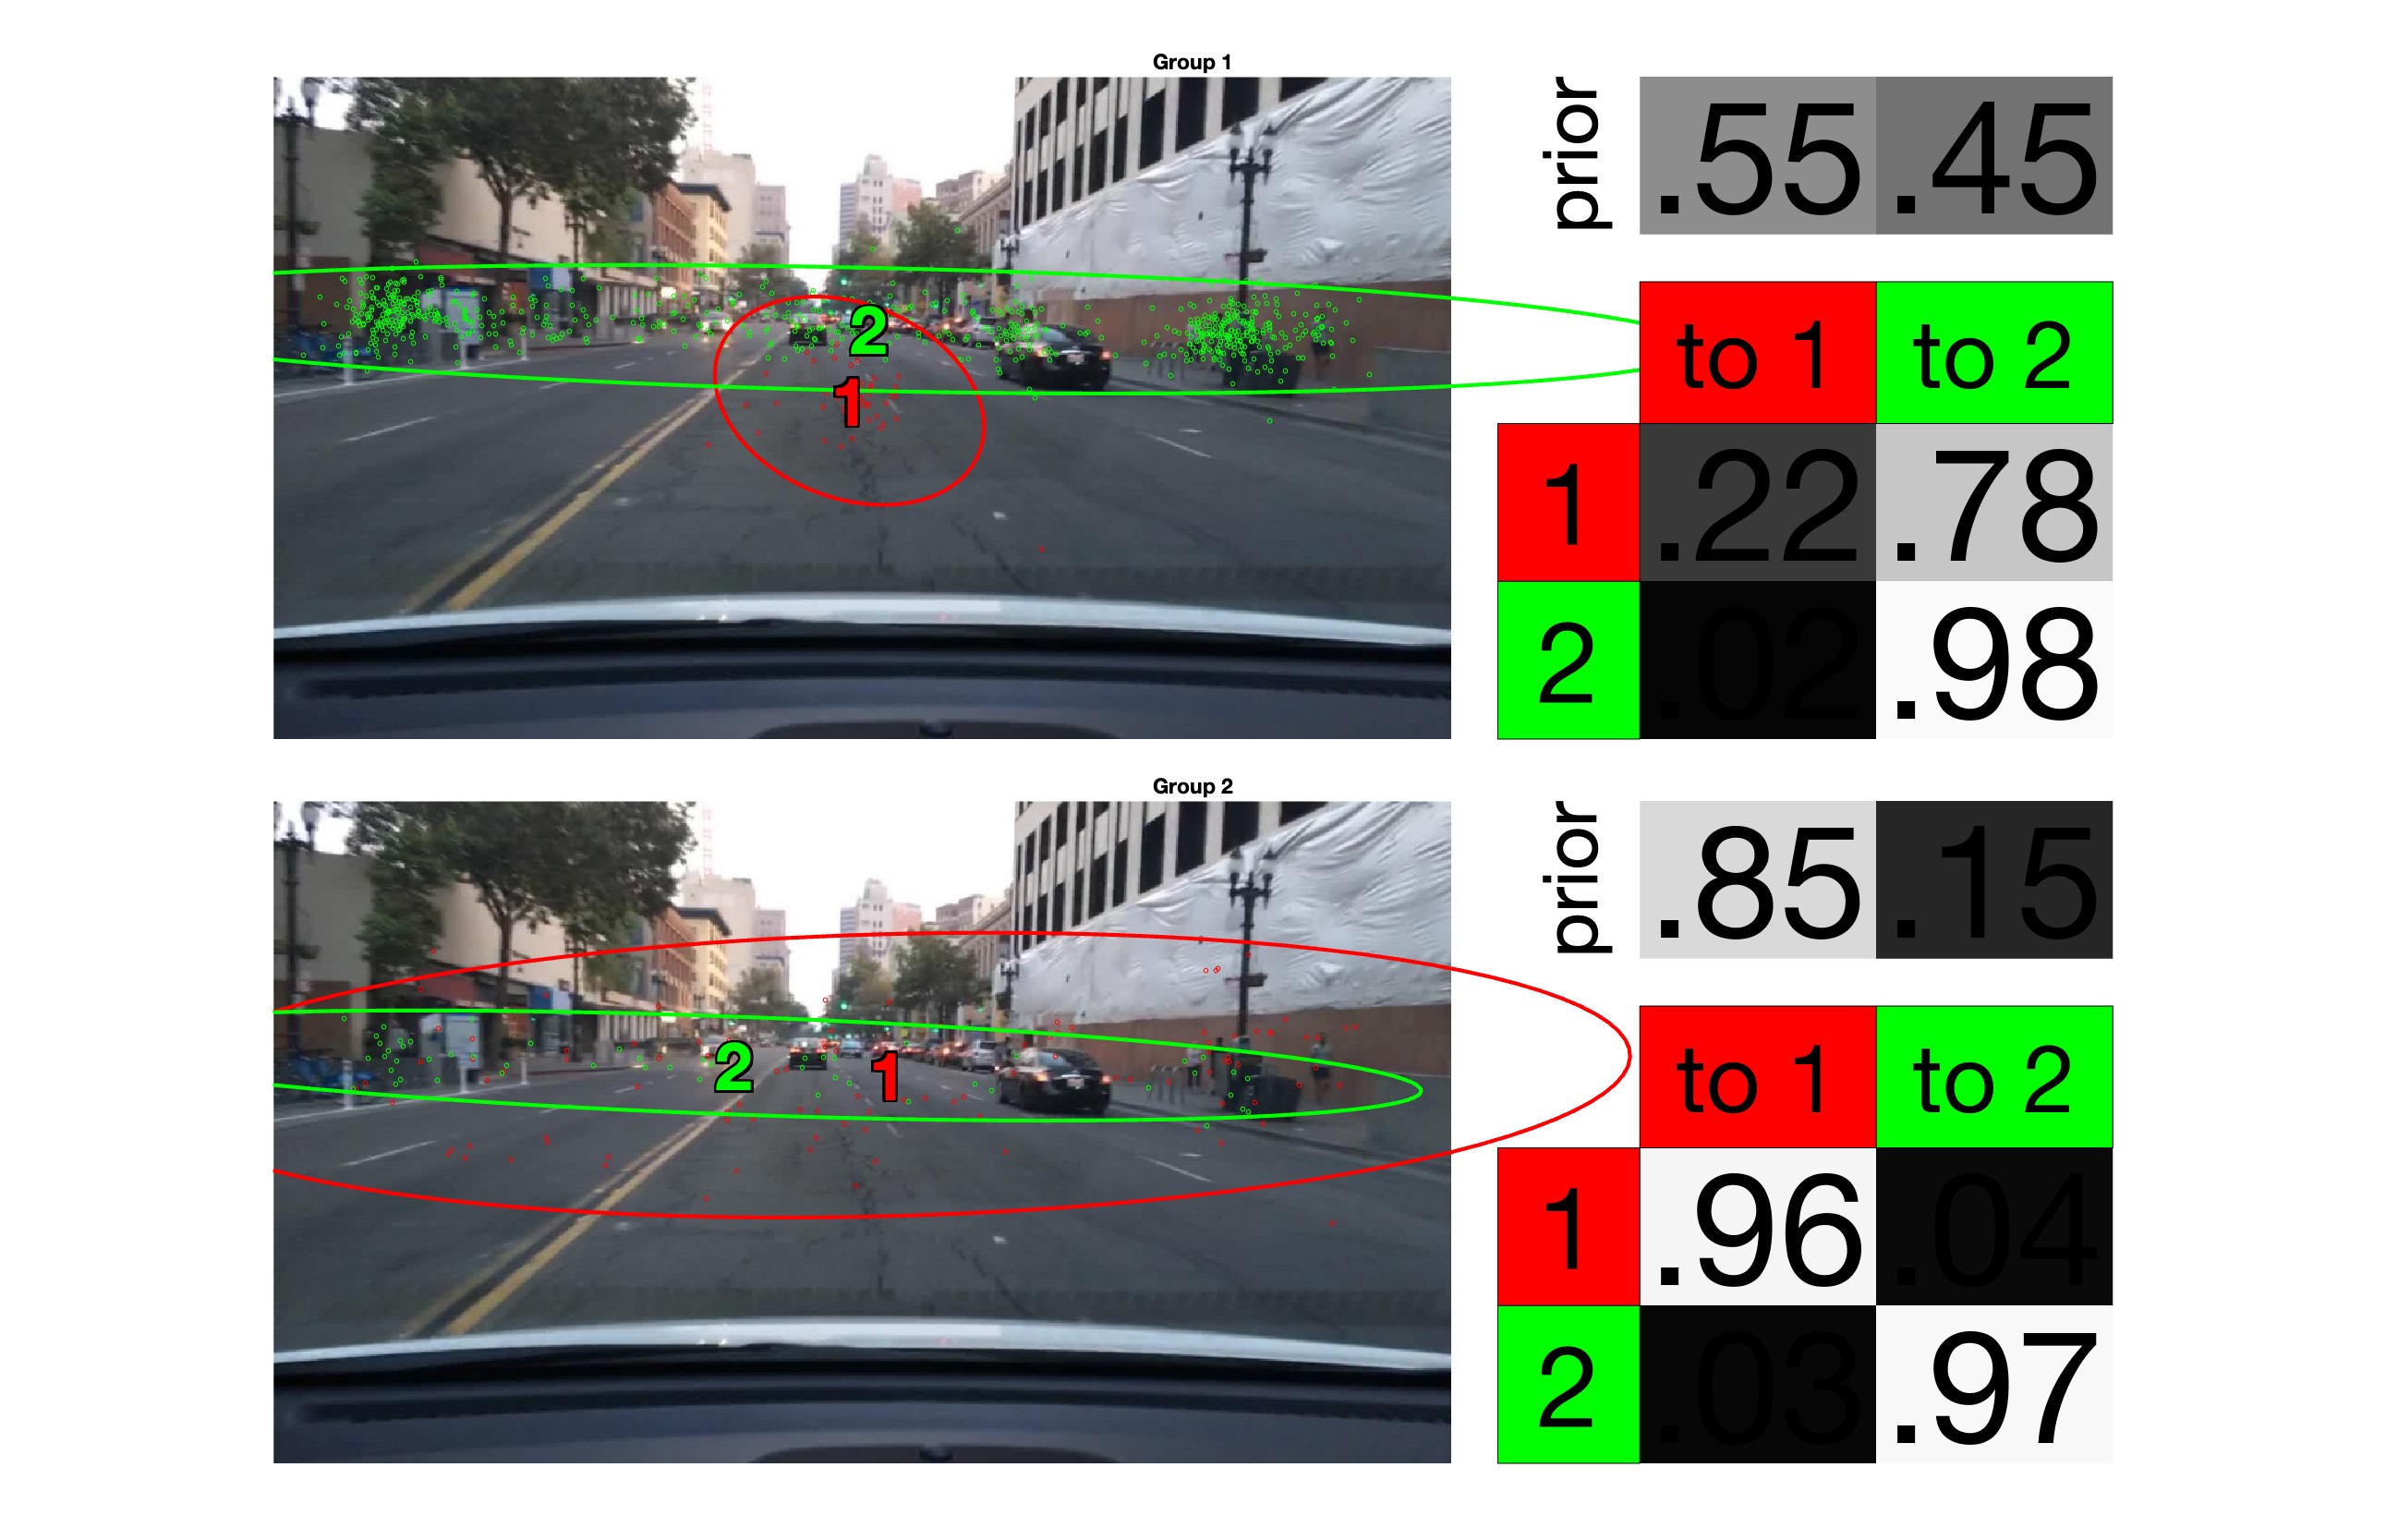 Group 1
prior
.55 .45
2
1
to 1 to 2
1 .22 .78
2 .02 .98
Group 2
prior
.85 .15
2 1
to 1 to 2
1 .96 .04
2 .03 .97